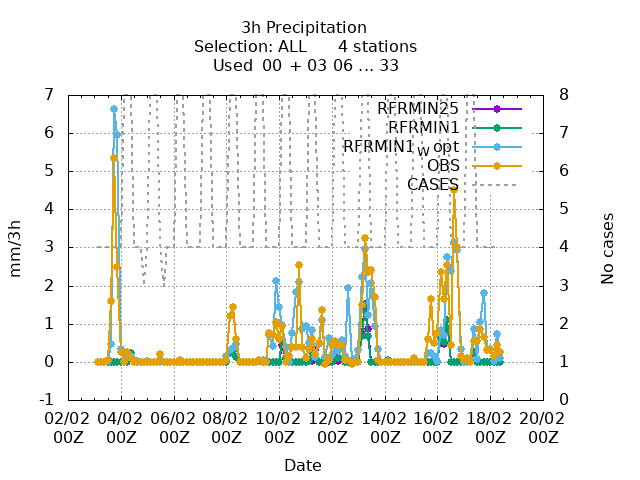 3h Precipitation
Selection: ALL 4 stations
Used 00 + 03 06 ... 33
RFRMIN25
RFRMIN1
RFRMIN1_W opt
OBS
CASES
mm/3h
7
6
5
4
3
2
1
0
-1
No cases
8
7
6
5
4
3
2
1
0
02/02 04/02 06/02 08/02 10/02 12/02 14/02 16/02 18/02 20/02
00Z 00Z 00Z 00Z 00Z 00Z 00Z 00Z 00Z 00Z
Date